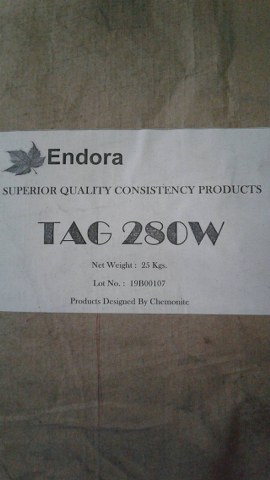 Endora
SUPERIOR QUALITY CONSISTENCY PRODUCTS
TAG 280W
Net Weight : 25 Kgs.
Lot No. : 19B00107
Products Designed By Chemonite